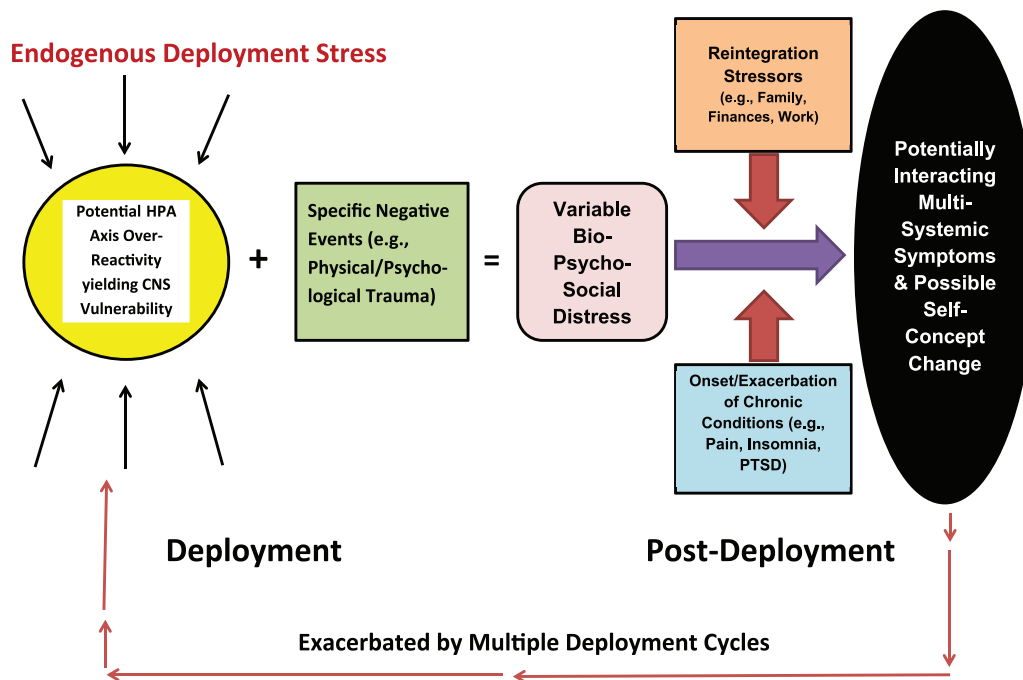 Endogenous Deployment Stress
Potential HPA
Axis Over-
Reactivity
yielding CNS
Vulnerability
+
Specific Negative
Events (e.g.,
Physical/Psycho-
logical Trauma)
=
Variable
Bio-
Psycho-
Social
Distress
Reintegration
Stressors
(e.g., Family,
Finances, Work)
Onset/Exacerbation
of Chronic
Conditions (e.g.,
Pain, Insomnia,
PTSD)
Potentially
Interacting
Multi-
Systemic
Symptoms
& Possible
Self-
Concept
Change
Deployment
Post-Deployment
Exacerbated by Multiple Deployment Cycles